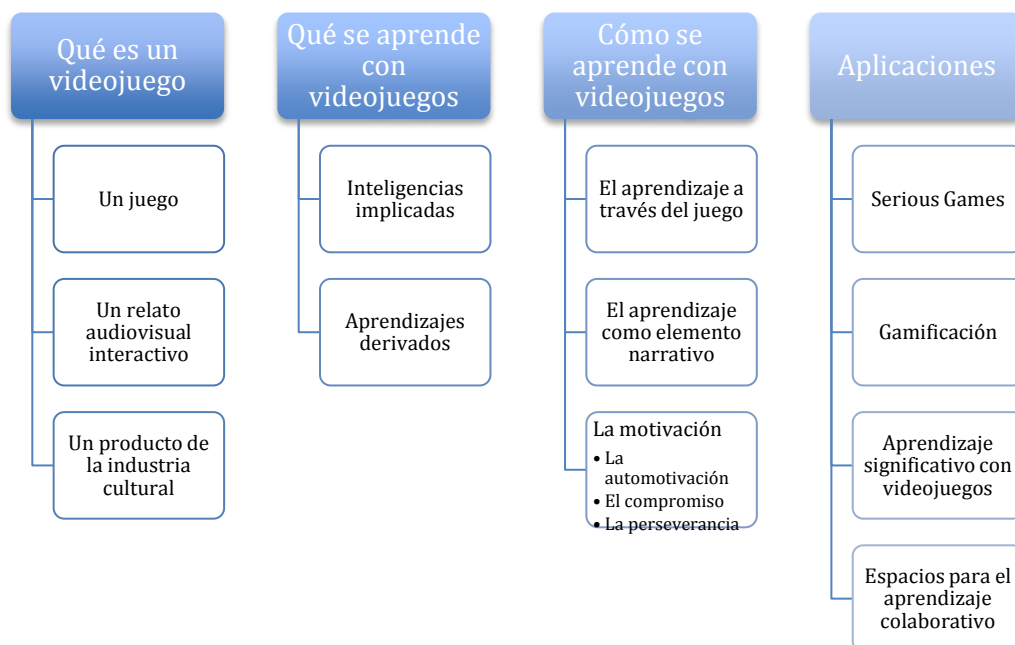 Qué es un
videojuego
Un juego
Un relato
audiovisual
interactivo
Un producto de
la industria
cultural
Qué se aprende
con
videojuegos
Inteligencias
implicadas
Aprendizajes
derivados
Cómo se
aprende con
videojuegos
El aprendizaje a
través del juego
El aprendizaje
como elemento
narrativo
La motivación
• La
automotivación
• El compromiso
• La perseverancia
Aplicaciones
Serious Games
Gamificación
Aprendizaje
significativo con
videojuegos
Espacios para el
aprendizaje
colaborativo